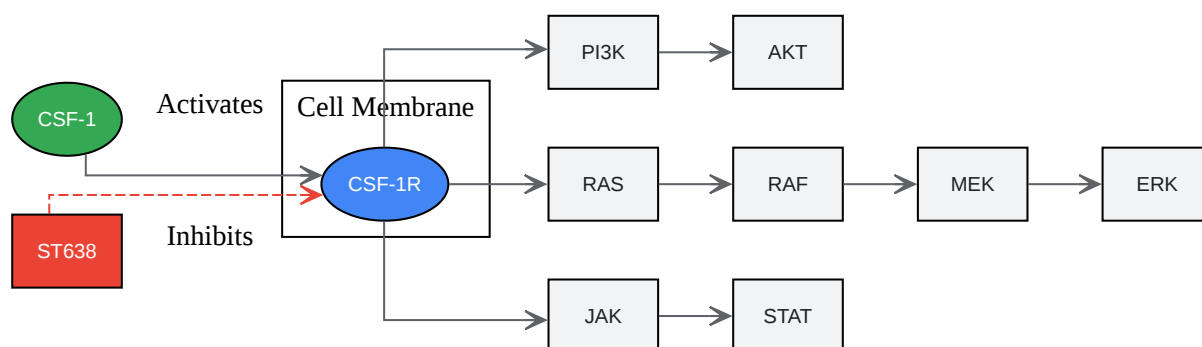 PI3K
AKT
Activates
Cell Membrane
CSF-1
CSF-1R
RAS
RAF
MEK
ERK
Inhibits
ST638
JAK
STAT